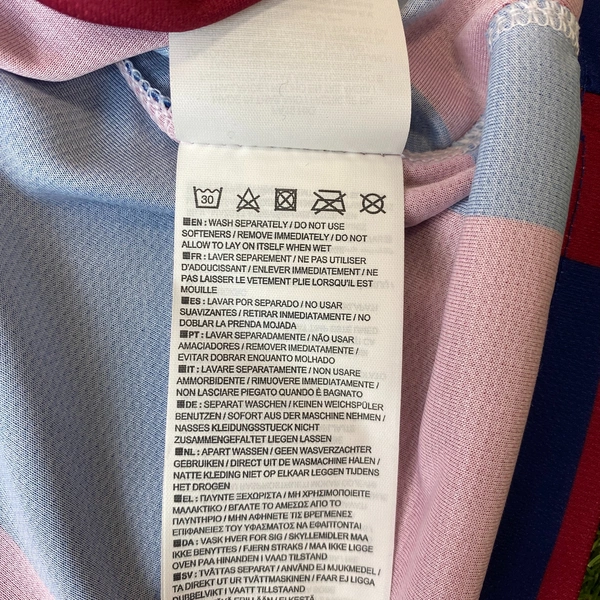 30
EN : WASH SEPARATELY / DO NOT USE
SOFTENERS / REMOVE IMMEDIATELY / DO NOT
ALLOW TO LAY ON ITSELF WHEN WET
FR : LAVER SEPAREMENT / NE PAS UTILISER
D'ADOUCISSANT / ENLEVER IMMEDIATEMENT / NE
PAS LAISSER LE VETEMENT PLIE LORSQU'IL EST
MOUILLE
ES : LAVAR POR SEPARADO / NO USAR
SUAVIZANTES / RETIRAR INMEDIATAMENTE / NO
DOBLAR LA PRENDA MOJADA
PT : LAVAR SEPARADAMENTE / NÃO USAR
AMACIADORES / REMOVER IMEDIATAMENTE /
EVITAR DOBRAR ENQUANTO MOLHADO
IT : LAVARE SEPARATAMENTE / NON USARE
AMMORBIDENTE / RIMUOVERE IMMEDIATAMENTE /
NON LASCIARE PIEGATO QUANDO È BAGNATO
DE : SEPARAT WASCHEN / KEINEN WEICHSPÜLER
BENUTZEN / SOFORT AUS DER MASCHINE NEHMEN /
NASSES KLEIDUNGSSTUECK NICHT
ZUSAMMENGEFALTET LIEGEN LASSEN
NL : APART WASSEN / GEEN WASVERZACHTER
GEBRUIKEN / DIRECT UIT DE WASMACHINE HALEN /
NATTE KLEDING NIET OP ELKAAR LEGGEN TIJDENS
HET DROGEN
EL : ΠΛΥΝΤΕ ΞΕΧΩΡΙΣΤΑ / ΜΗ ΧΡΗΣΙΜΟΠΟΙΕΙΤΕ
ΜΑΛΑΚΤΙΚΟ / ΒΓΑΛΤΕ ΤΟ ΑΜΕΣΩΣ ΑΠΟ ΤΟ
ΠΛΥΝΤΗΡΙΟ / ΜΗΝ ΑΦΗΝΕΤΕ ΤΙΣ ΒΡΕΓΜΕΝΕΣ
ΕΠΙΦΑΝΕΙΕΣ ΤΟΥ ΥΦΑΣΜΑΤΟΣ ΝΑ ΕΦΑΠΤΟΝΤΑΙ
DA : VASK HVER FOR SIG / SKYLLEMIDLER MAA
IKKE BENYTTES / FJERN STRAKS / MAA IKKE LIGGE
OVEN PAA HINANDEN I VAAD TILSTAND
SV : TVÄTTAS SEPARAT / ANVÄND EJ MJUKMEDEL /
TA DIREKT UT UR TVÄTTMASKINEN / FAAR EJ LIGGA
DUBBELVIKT I VAAT TILLSTAND